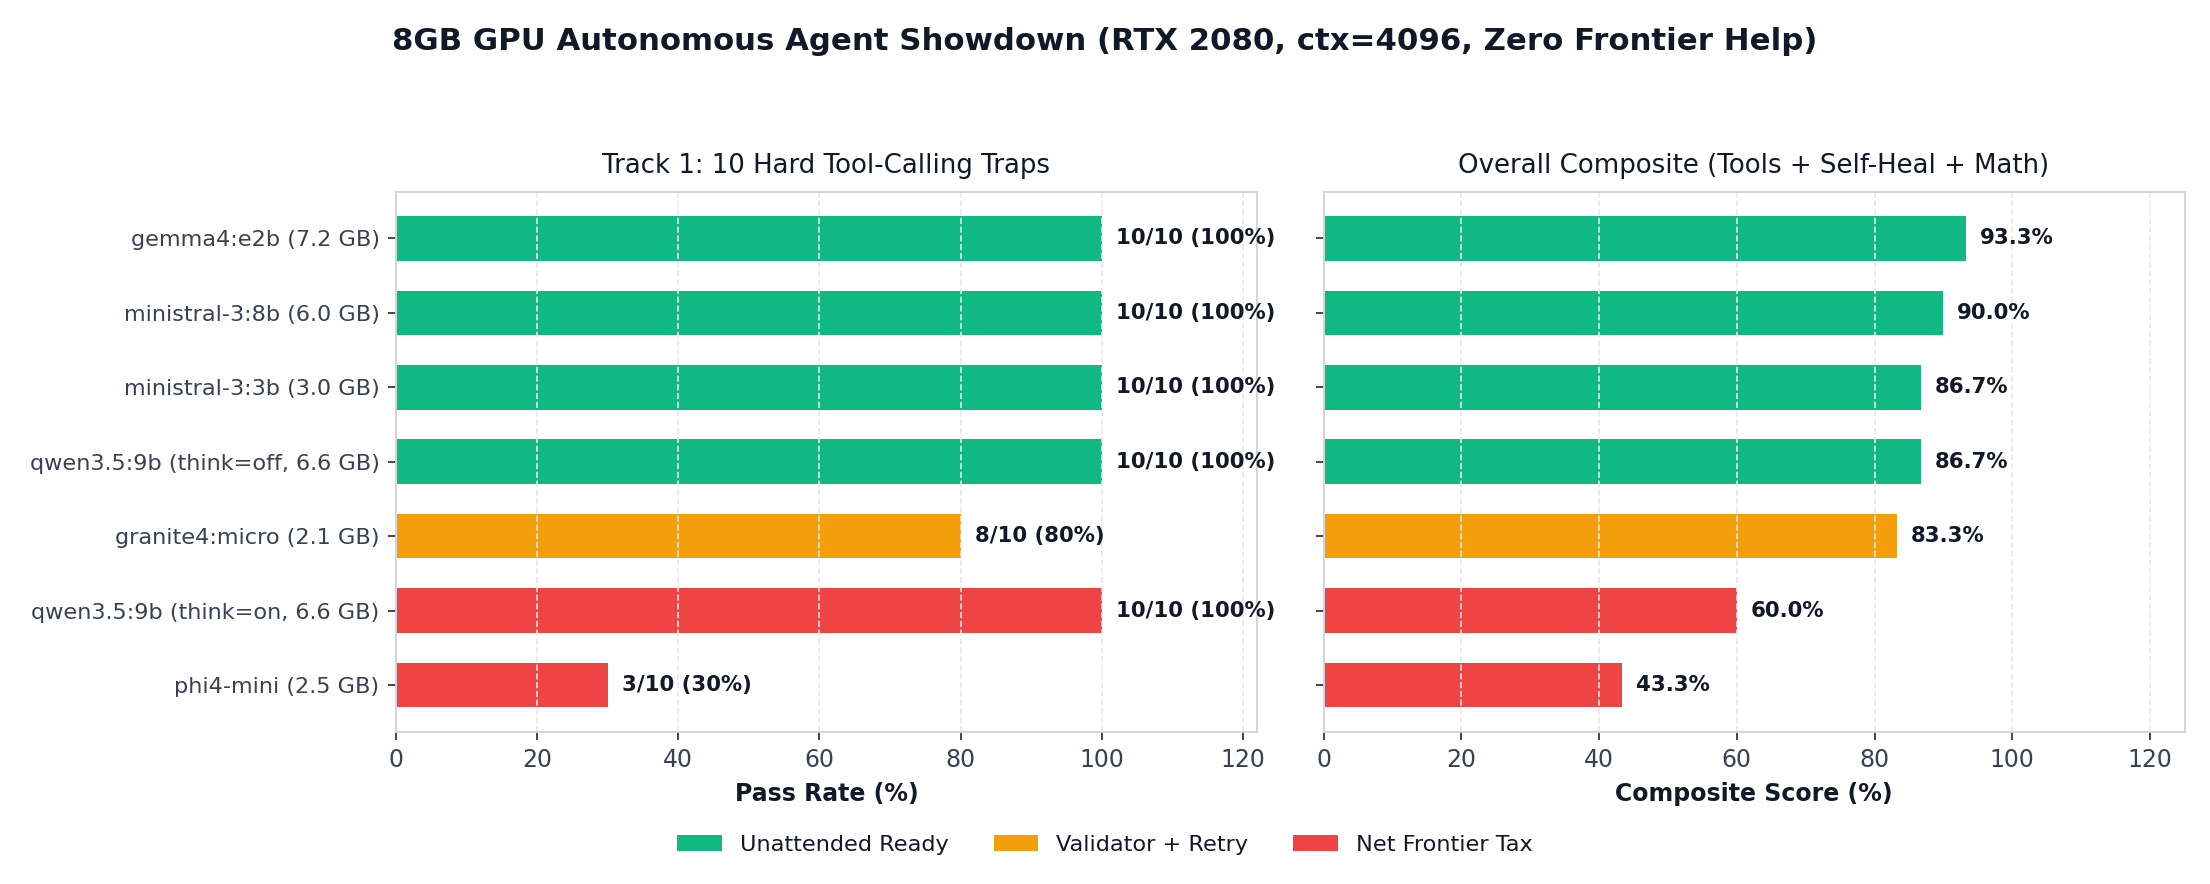 8GB GPU Autonomous Agent Showdown (RTX 2080, ctx=4096, Zero Frontier Help)
Track 1: 10 Hard Tool-Calling Traps
gemma4:e2b (7.2 GB)
10/10 (100%)
ministral-3:8b (6.0 GB)
10/10 (100%)
ministral-3:3b (3.0 GB)
10/10 (100%)
qwen3.5:9b (think=off, 6.6 GB)
10/10 (100%)
granite4:micro (2.1 GB)
8/10 (80%)
qwen3.5:9b (think=on, 6.6 GB)
10/10 (100%)
phi4-mini (2.5 GB)
3/10 (30%)
0 20 40 60 80 100 120
Pass Rate (%)
Overall Composite (Tools + Self-Heal + Math)
93.3%
90.0%
86.7%
86.7%
83.3%
60.0%
43.3%
0 20 40 60 80 100 120
Composite Score (%)
Unattended Ready
Validator + Retry
Net Frontier Tax